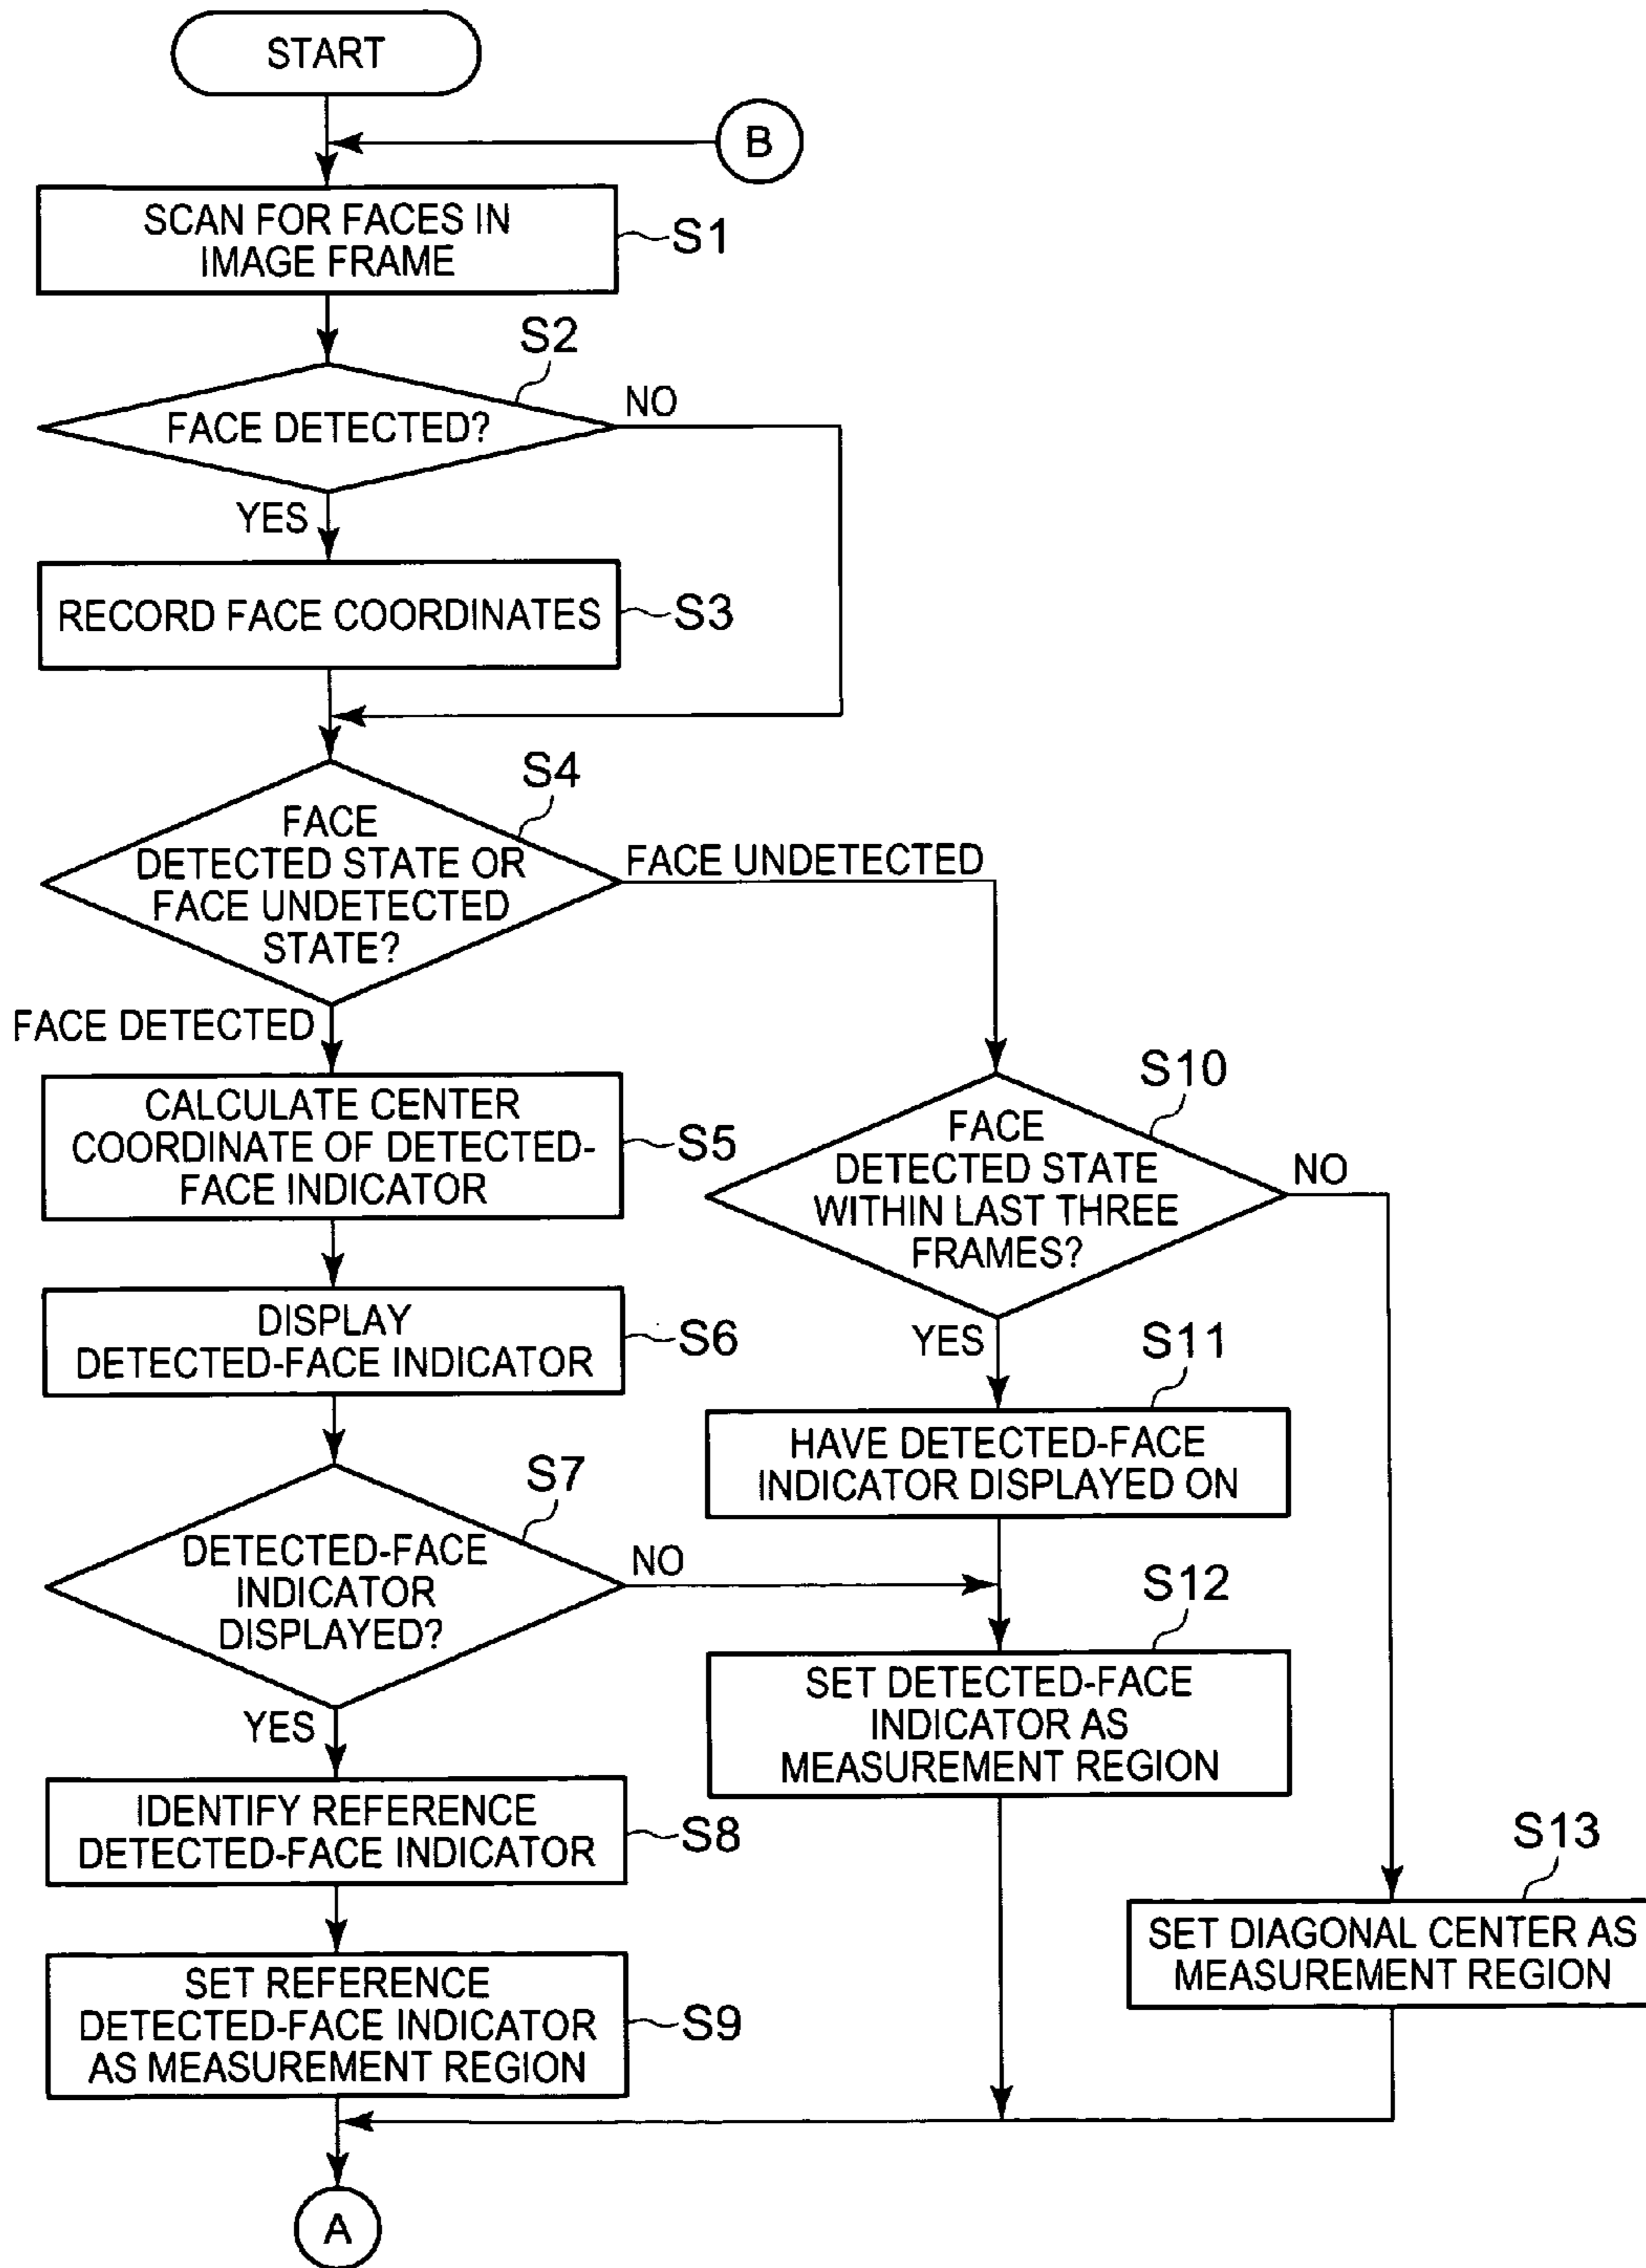 START
B
SCAN FOR FACES IN
IMAGE FRAME
S1
S2
FACE DETECTED?
NO
YES
RECORD FACE COORDINATES
S3
S4
FACE
DETECTED STATE OR
FACE UNDETECTED
STATE?
FACE UNDETECTED
FACE DETECTED
CALCULATE CENTER
COORDINATE OF DETECTED-
FACE INDICATOR
S5
S10
FACE
DETECTED STATE
WITHIN LAST THREE
FRAMES?
NO
YES
DISPLAY
DETECTED-FACE INDICATOR
S6
S11
HAVE DETECTED-FACE
INDICATOR DISPLAYED ON
S7
DETECTED-FACE
INDICATOR
DISPLAYED?
NO
YES
S12
SET DETECTED-FACE
INDICATOR AS
MEASUREMENT REGION
IDENTIFY REFERENCE
DETECTED-FACE INDICATOR
S8
S13
SET DIAGONAL CENTER AS
MEASUREMENT REGION
SET REFERENCE
DETECTED-FACE INDICATOR
AS MEASUREMENT REGION
S9
A